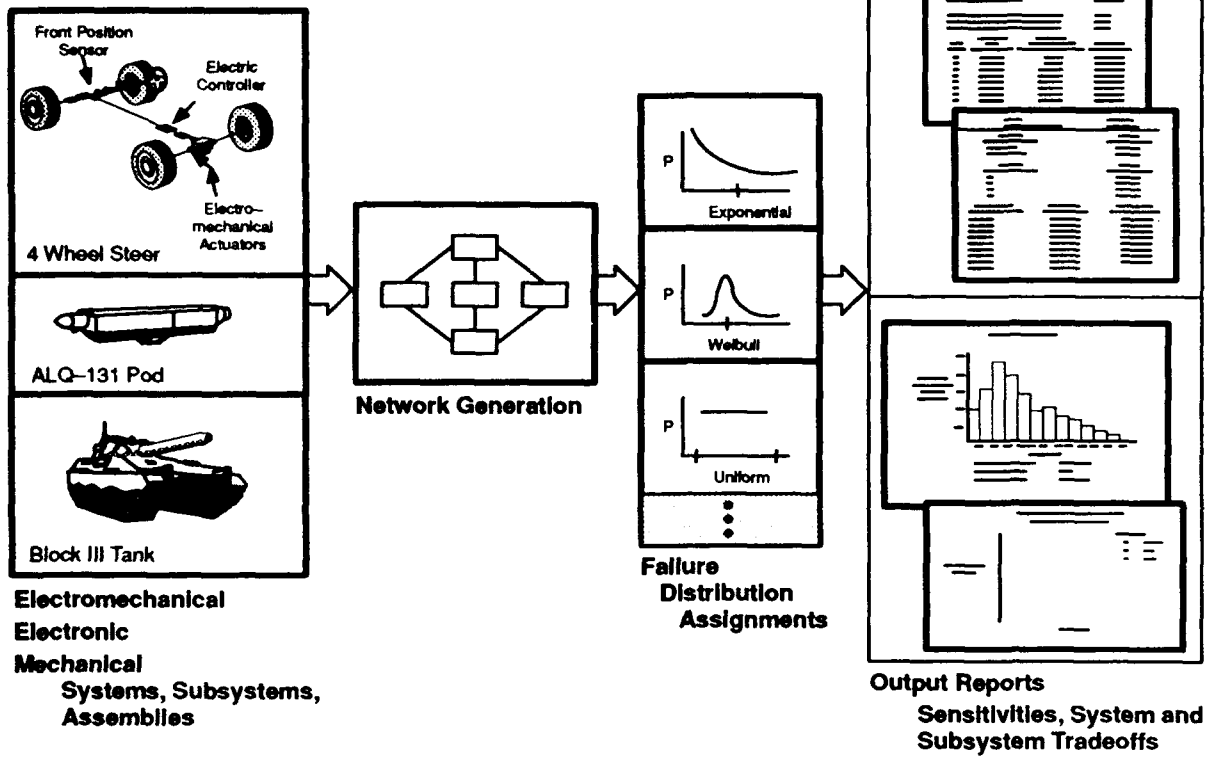 Front Position
Sensor
Electric
Controller
Electro–
mechanical
Actuators
4 Wheel Steer
ALQ–131 Pod
Block III Tank
Electromechanical
Electronic
Mechanical
Systems, Subsystems,
Assemblies
Network Generation
P
Exponential
P
Weibull
P
Uniform
Failure
Distribution
Assignments
Output Reports
Sensitivities, System and
Subsystem Tradeoffs